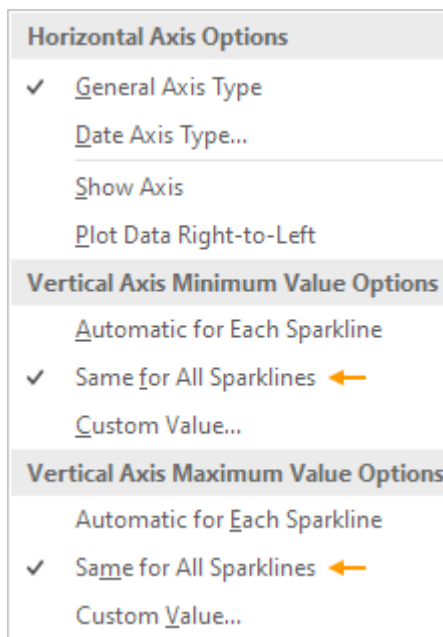 Horizontal Axis Options
General Axis Type
Date Axis Type...
Show Axis
Plot Data Right-to-Left
Vertical Axis Minimum Value Options
Automatic for Each Sparkline
Same for All Sparklines
Custom Value...
Vertical Axis Maximum Value Options
Automatic for Each Sparkline
Same for All Sparklines
Custom Value...